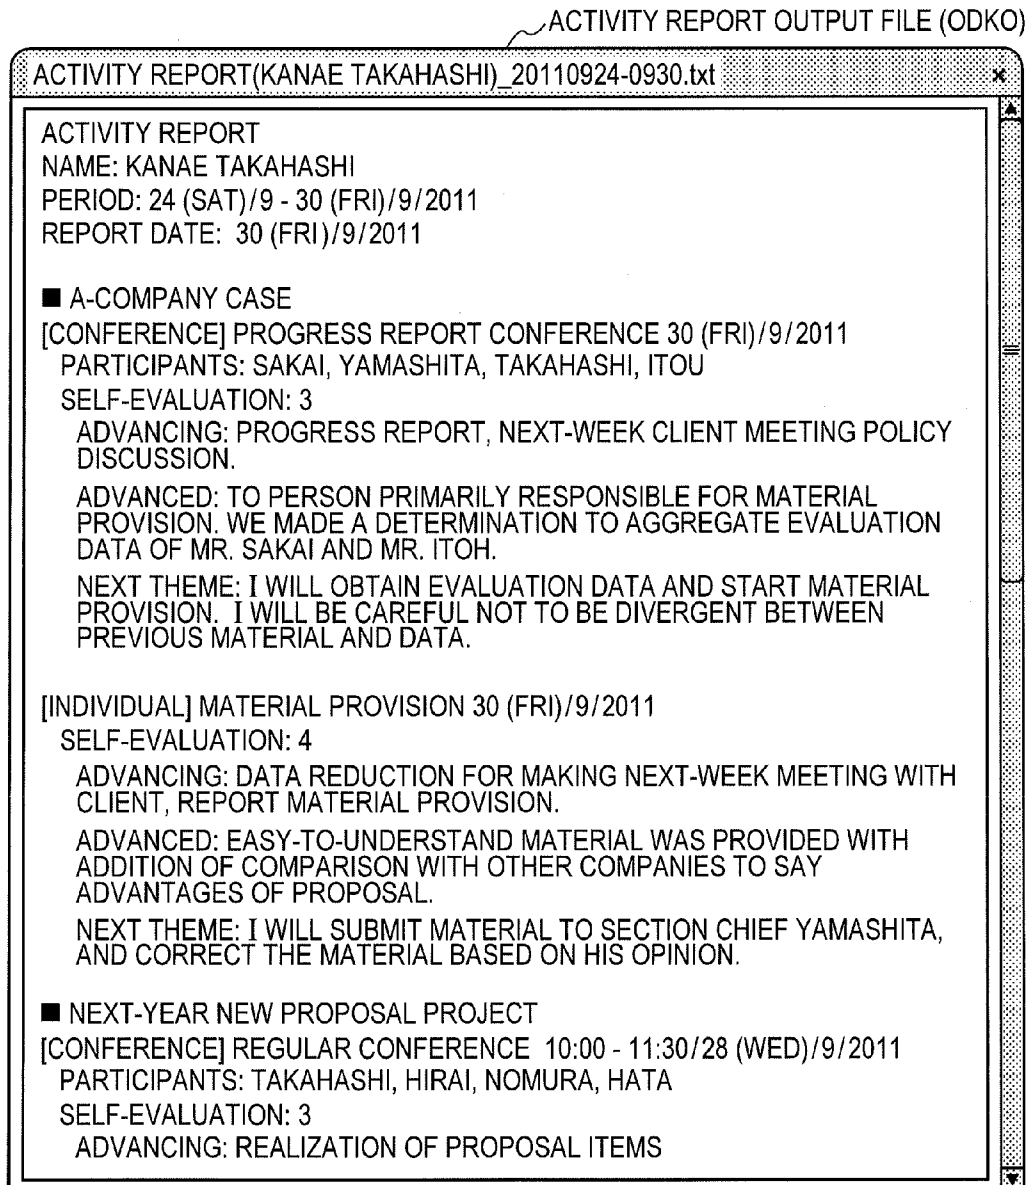 ACTIVITY REPORT OUTPUT FILE (ODKO)
ACTIVITY REPORT(KANAE TAKAHASHI)_20110924-0930.txt
×
ACTIVITY REPORT
NAME: KANAE TAKAHASHI
PERIOD: 24 (SAT)/9 - 30 (FRI)/9/2011
REPORT DATE: 30 (FRI)/9/2011
■ A-COMPANY CASE
[CONFERENCE] PROGRESS REPORT CONFERENCE 30 (FRI)/9/2011
PARTICIPANTS: SAKAI, YAMASHITA, TAKAHASHI, ITOU
SELF-EVALUATION: 3
ADVANCING: PROGRESS REPORT, NEXT-WEEK CLIENT MEETING POLICY
DISCUSSION.
ADVANCED: TO PERSON PRIMARILY RESPONSIBLE FOR MATERIAL
PROVISION. WE MADE A DETERMINATION TO AGGREGATE EVALUATION
DATA OF MR. SAKAI AND MR. ITOH.
NEXT THEME: I WILL OBTAIN EVALUATION DATA AND START MATERIAL
PROVISION. I WILL BE CAREFUL NOT TO BE DIVERGENT BETWEEN
PREVIOUS MATERIAL AND DATA.
[INDIVIDUAL] MATERIAL PROVISION 30 (FRI)/9/2011
SELF-EVALUATION: 4
ADVANCING: DATA REDUCTION FOR MAKING NEXT-WEEK MEETING WITH
CLIENT, REPORT MATERIAL PROVISION.
ADVANCED: EASY-TO-UNDERSTAND MATERIAL WAS PROVIDED WITH
ADDITION OF COMPARISON WITH OTHER COMPANIES TO SAY
ADVANTAGES OF PROPOSAL.
NEXT THEME: I WILL SUBMIT MATERIAL TO SECTION CHIEF YAMASHITA,
AND CORRECT THE MATERIAL BASED ON HIS OPINION.
■ NEXT-YEAR NEW PROPOSAL PROJECT
[CONFERENCE] REGULAR CONFERENCE 10:00 - 11:30/28 (WED)/9/2011
PARTICIPANTS: TAKAHASHI, HIRAI, NOMURA, HATA
SELF-EVALUATION: 3
ADVANCING: REALIZATION OF PROPOSAL ITEMS